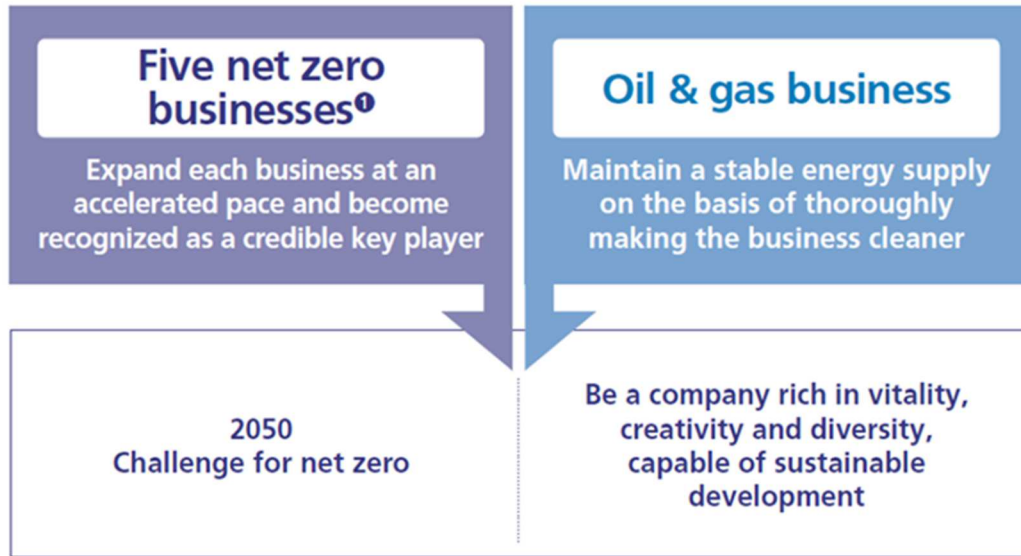 Five net zero
businesses❶
Expand each business at an
accelerated pace and become
recognized as a credible key player
Oil & gas business
Maintain a stable energy supply
on the basis of thoroughly
making the business cleaner
2050
Challenge for net zero
Be a company rich in vitality,
creativity and diversity,
capable of sustainable
development